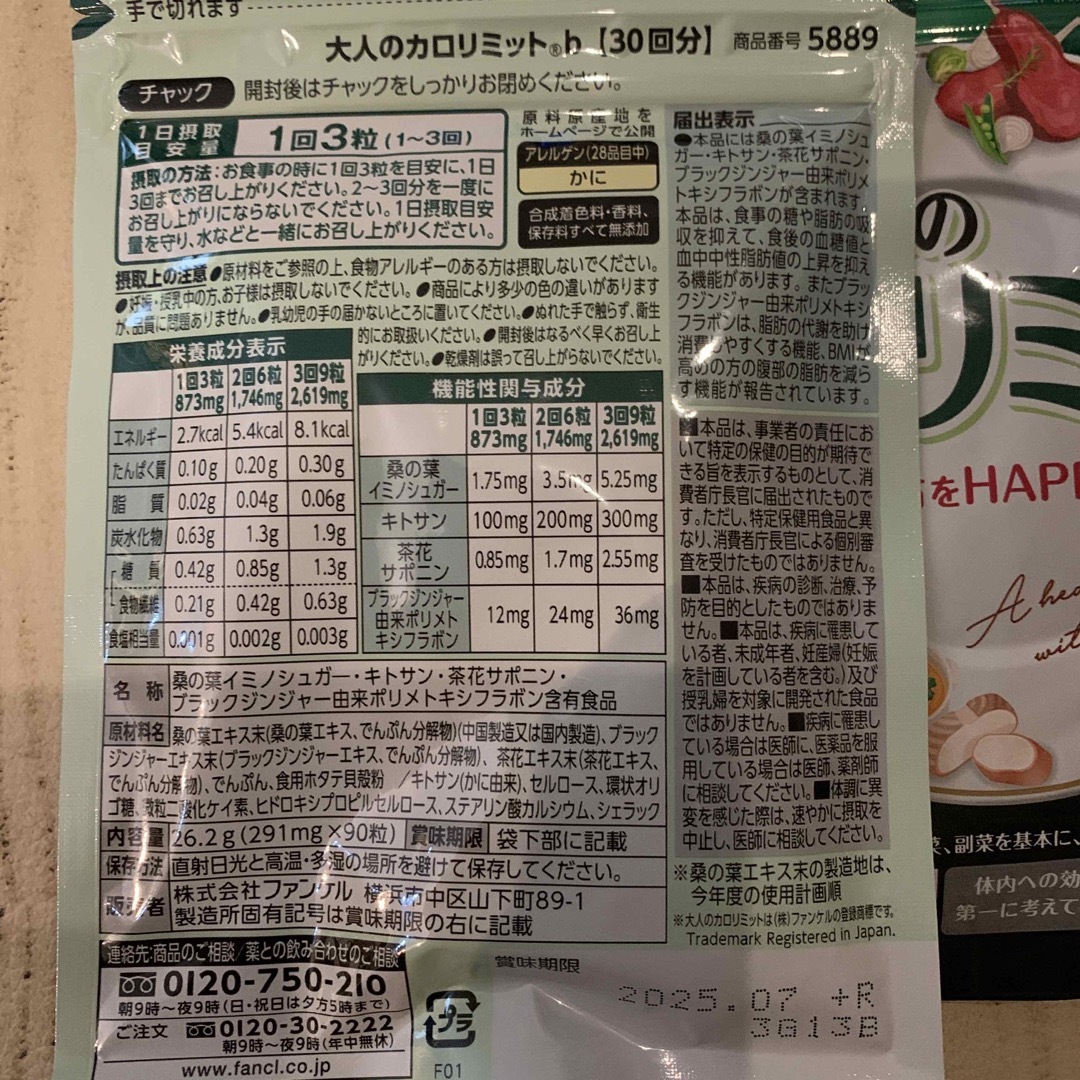 手で切れます
大人のカロリミット®b【30回分】 商品番号 5889
チャック 開封後はチャックをしっかりお閉めください。
1日摂取目安量 1回3粒(1~3回)
摂取の方法:お食事の時に1回3粒を目安に、1日
3回までお召し上がりください。2~3回分を一度に
お召し上がりにならないでください。1日摂取目安
量を守り、水などと一緒にお召し上がりください。
原料原産地を
ホームページで公開
アレルゲン(28品目中)
かに
合成着色料・香料、
保存料すべて無添加
摂取上の注意 ●原材料をご参照の上、食物アレルギーのある方は摂取しないでください。
●妊娠・授乳中の方、お子様は摂取しないでください。●商品により多少の色の違いがあります
が、品質に問題ありません。●乳幼児の手の届かないところに置いてください。●ぬれた手で触らず、衛生
的にお取扱いください。●開封後はなるべく早くお召し上
がりください。●乾燥剤は誤って召し上がらないでください。
栄養成分表示
1回3粒 2回6粒 3回9粒
873mg 1,746mg 2,619mg
エネルギー 2.7kcal 5.4kcal 8.1kcal
たんぱく質 0.10g 0.20g 0.30g
脂質 0.02g 0.04g 0.06g
炭水化物 0.63g 1.3g 1.9g
糖質 0.42g 0.85g 1.3g
食物繊維 0.21g 0.42g 0.63g
食塩相当量 0.001g 0.002g 0.003g
機能性関与成分
1回3粒 2回6粒 3回9粒
873mg 1,746mg 2,619mg
桑の葉
イミノシュガー 1.75mg 3.5mg 5.25mg
キトサン 100mg 200mg 300mg
茶花
サポニン 0.85mg 1.7mg 2.55mg
ブラックジンジャー
由来ポリメト
キシフラボン 12mg 24mg 36mg
名称 桑の葉イミノシュガー・キトサン・茶花サポニン・
ブラックジンジャー由来ポリメトキシフラボン含有食品
原材料名 桑の葉エキス末(桑の葉エキス、でんぷん分解物)(中国製造又は国内製造)、ブラック
ジンジャーエキス末(ブラックジンジャーエキス、でんぷん分解物)、茶花エキス末(茶花エキス、
でんぷん分解物)、でんぷん、食用ホタテ貝殻粉 /キトサン(かに由来)、セルロース、環状オリ
ゴ糖、微粒二酸化ケイ素、ヒドロキシプロピルセルロース、ステアリン酸カルシウム、シェラック
内容量 26.2g(291mg×90粒) 賞味期限 袋下部に記載
保存方法 直射日光と高温・多湿の場所を避けて保存してください。
販売者 株式会社ファンケル 横浜市中区山下町89-1
製造所固有記号は賞味期限の右に記載
連絡先:商品のご相談/薬との飲み合わせのご相談
0120-750-210
朝9時~夜9時(日・祝日は夕方5時まで)
ご注文 0120-30-2222
朝9時~夜9時(年中無休)
www.fancl.co.jp
プラ
F01
届出表示
●本品には桑の葉イミノシュ
ガー・キトサン・茶花サポニン・
ブラックジンジャー由来ポリメ
トキシフラボンが含まれます。
本品は、食事の糖や脂肪の吸
収を抑えて、食後の血糖値と
血中中性脂肪値の上昇を抑え
る機能があります。またブラッ
クジンジャー由来ポリメトキシ
フラボンは、脂肪の代謝を助け
消費しやすくする機能、BMIが
高めの方の腹部の脂肪を減ら
す機能が報告されています。
■本品は、事業者の責任にお
いて特定の保健の目的が期待で
きる旨を表示するものとして、消
費者庁長官に届出されたもので
す。ただし、特定保健用食品と異
なり、消費者庁長官による個別審
査を受けたものではありません。
■本品は、疾病の診断、治療、予
防を目的としたものではありま
せん。■本品は、疾病に罹患して
いる者、未成年者、妊産婦(妊娠
を計画している者を含む。)及び
授乳婦を対象に開発された食品
ではありません。■疾病に罹患し
ている場合は医師に、医薬品を服
用している場合は医師、薬剤師
に相談してください。■体調に異
変を感じた際は、速やかに摂取を
中止し、医師に相談してください。
※桑の葉エキス末の製造地は、
今年度の使用計画順
※大人のカロリミットは(株)ファンケルの登録商標です。
Trademark Registered in Japan.
賞味期限
2025.07 +R
3G13B
の
リミ
をHAPP
A hea
wit
菜、副菜を基本に、
体内への効
第一に考えて